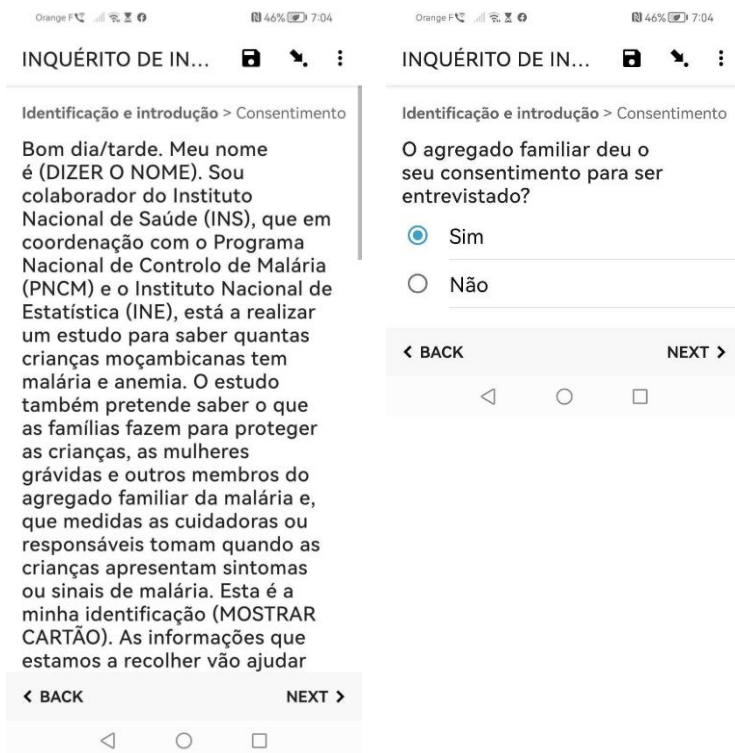 Orange F 46% 7:04
INQUÉRITO DE IN...
Identificação e introdução > Consentimento
Bom dia/tarde. Meu nome
é (DIZER O NOME). Sou
colaborador do Instituto
Nacional de Saúde (INS), que em
coordenação com o Programa
Nacional de Controlo de Malária
(PNCM) e o Instituto Nacional de
Estatística (INE), está a realizar
um estudo para saber quantas
crianças moçambicanas tem
malária e anemia. O estudo
também pretende saber o que
as famílias fazem para proteger
as crianças, as mulheres
grávidas e outros membros do
agregado familiar da malária e,
que medidas as cuidadoras ou
responsáveis tomam quando as
crianças apresentam sintomas
ou sinais de malária. Esta é a
minha identificação (MOSTRAR
CARTÃO). As informações que
estamos a recolher vão ajudar
< BACK NEXT >
Orange F 46% 7:04
INQUÉRITO DE IN...
Identificação e introdução > Consentimento
O agregado familiar deu o
seu consentimento para ser
entrevistado?
Sim
Não
< BACK NEXT >